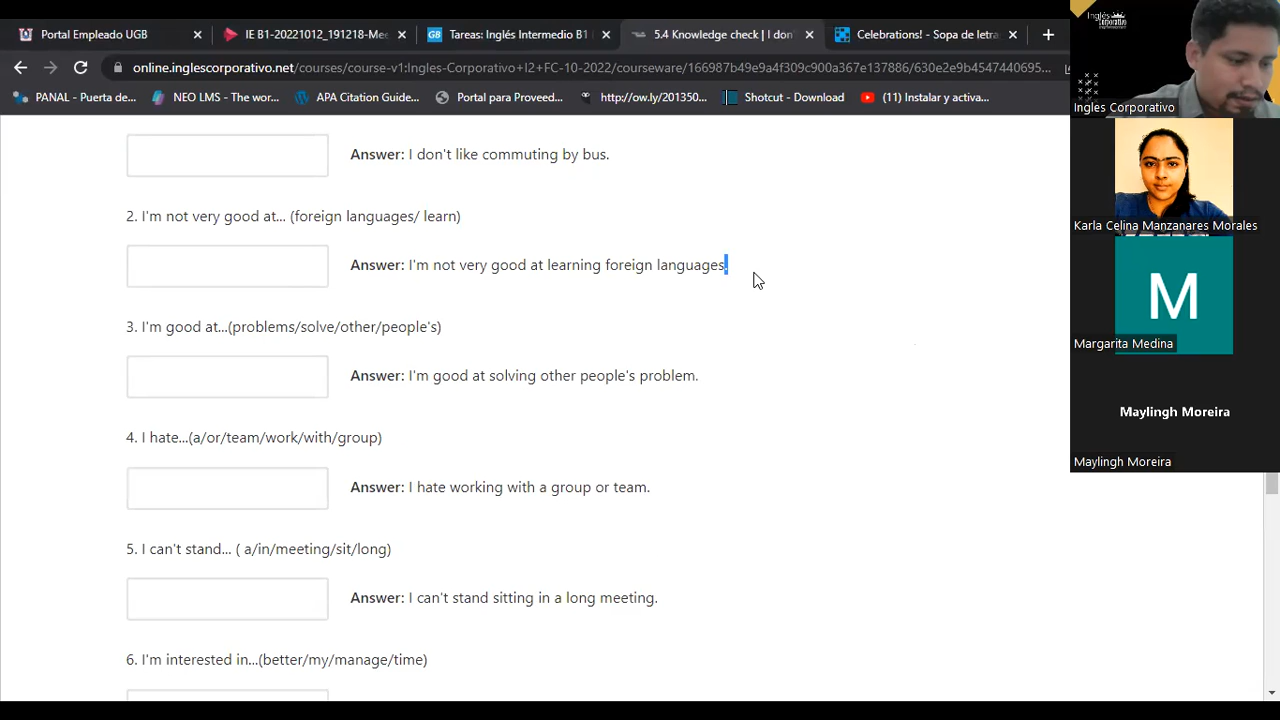 Portal Empleado UGB
IE B1-20221012_191218-Mee
Tareas: Inglés Intermedio B1 (
5.4 Knowledge check | I don'
Celebrations! - Sopa de letra
online.inglescorporativo.net/courses/course-v1:Ingles-Corporativo+I2+FC-10-2022/courseware/166987b49e9a4f309c900a367e137886/630e2e9b4547440695...
PANAL - Puerta de...
NEO LMS - The wor...
APA Citation - De...
Portal para Proveed...
http://ow.ly/201350...
Shotcut - Download
(11) Instalar y activa...
Inglés
Corporativo
Ingles Corporativo
Answer: I don't like commuting by bus.
2. I'm not very good at... (foreign languages/ learn)
Answer: I'm not very good at learning foreign languages.
3. I'm good at...(problems/solve/other/people's)
Answer: I'm good at solving other people's problem.
4. I hate...(a/or/team/work/with/group)
Answer: I hate working with a group or team.
5. I can't stand... ( a/in/meeting/sit/long)
Answer: I can't stand sitting in a long meeting.
6. I'm interested in...(better/my/manage/time)
Karla Celina Manzanares Morales
M
Margarita Medina
Maylingh Moreira
Maylingh Moreira